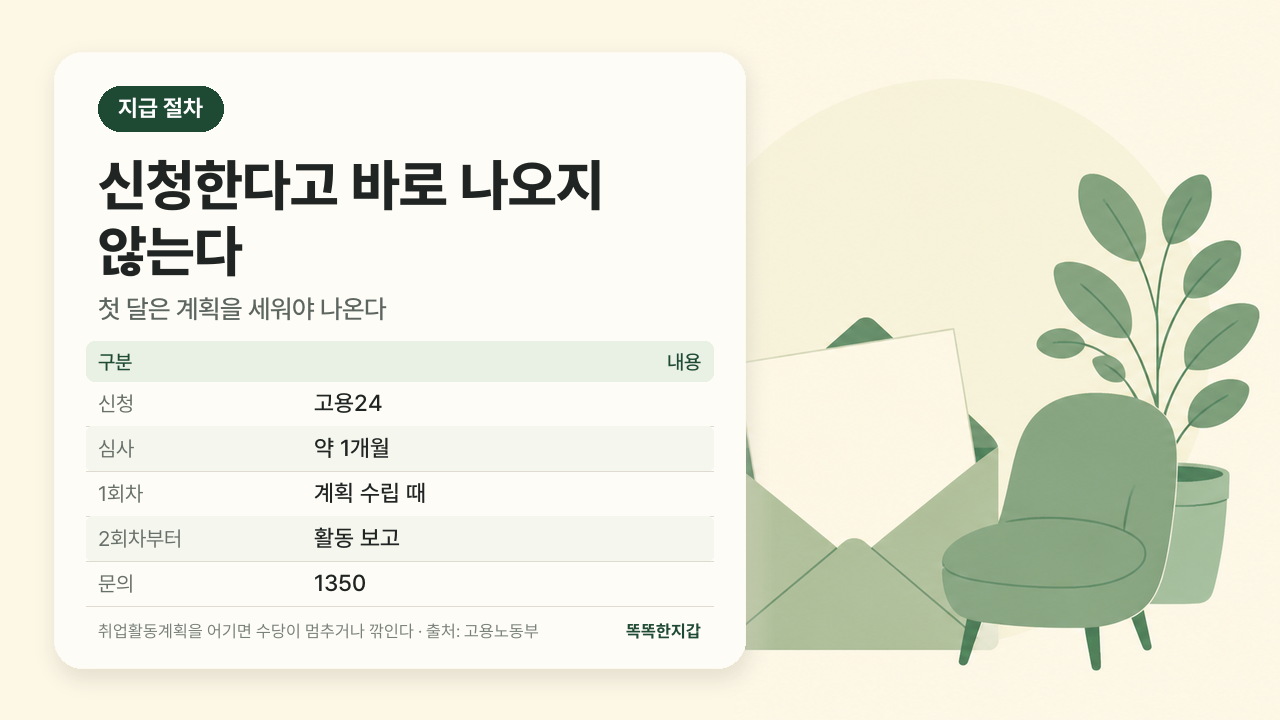 지급 절차
신청한다고 바로 나오지
않는다
첫 달은 계획을 세워야 나온다
구분 내용
신청 고용24
심사 약 1개월
1회차 계획 수립 때
2회차부터 활동 보고
문의 1350
취업활동계획을 어기면 수당이 멈추거나 깎인다 · 출처: 고용노동부 똑똑한지갑